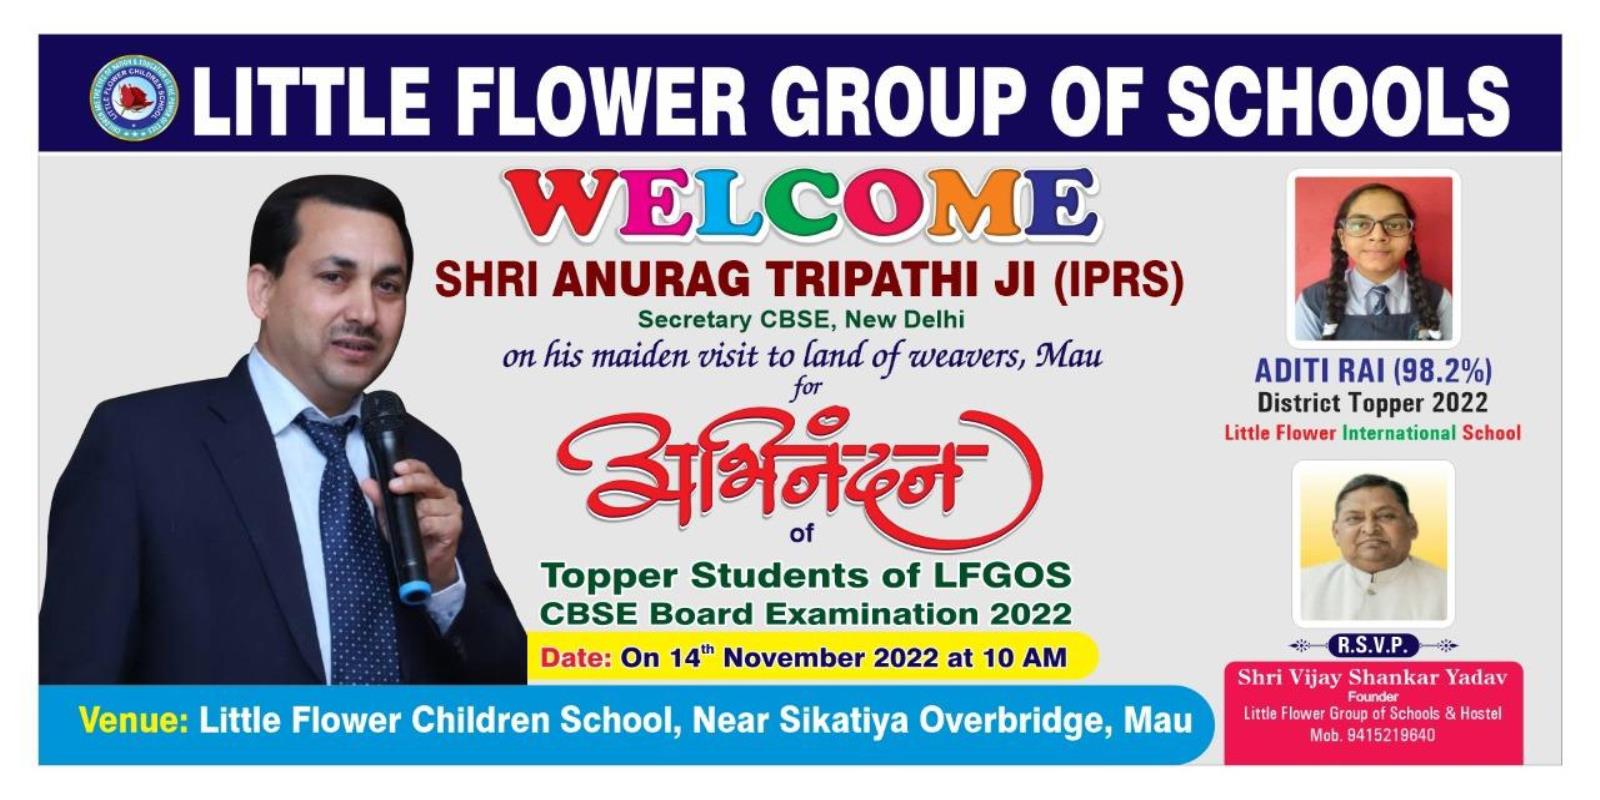 LITTLE FLOWER GROUP OF SCHOOLS
LITTLE FLOWER CHILDREN SCHOOL
WELCOME
SHRI ANURAG TRIPATHI JI (IPRS)
Secretary CBSE, New Delhi
on his maiden visit to land of weavers, Mau
for
अभिनंदन
of
Topper Students of LFGOS
CBSE Board Examination 2022
Date: On 14th November 2022 at 10 AM
Venue: Little Flower Children School, Near Sikatiya Overbridge, Mau
ADITI RAI (98.2%)
District Topper 2022
Little Flower International School
R.S.V.P.
Shri Vijay Shankar Yadav
Founder
Little Flower Group of Schools & Hostel
Mob. 9415219640